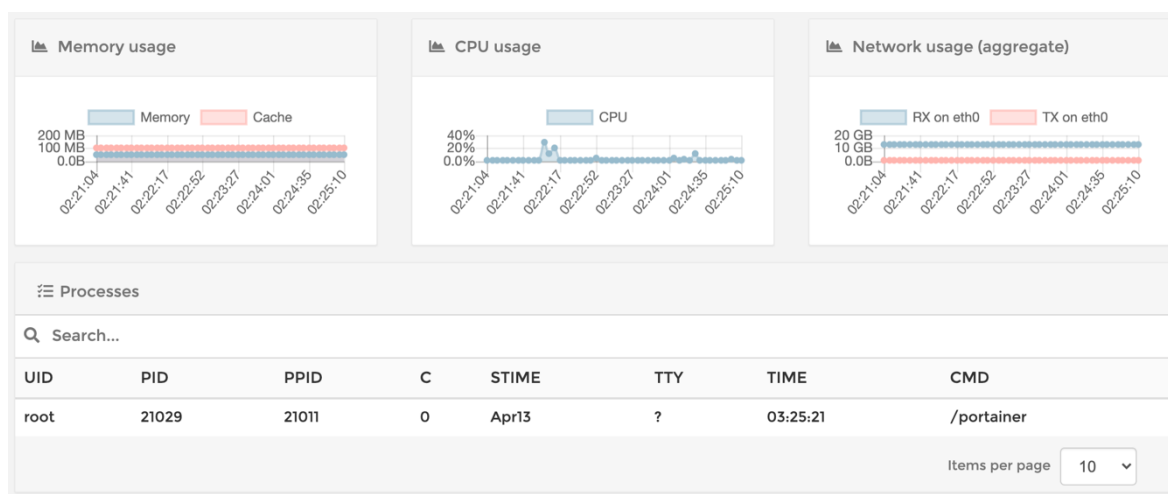 Memory usage
CPU usage
Network usage (aggregate)
Memory Cache
200 MB
100 MB
0.0B
02:21:04 02:21:41 02:22:17 02:22:52 02:23:27 02:24:01 02:24:35 02:25:10
CPU
40%
20%
0.0%
02:21:04 02:21:41 02:22:17 02:22:52 02:23:27 02:24:01 02:24:35 02:25:10
RX on eth0 TX on eth0
20 GB
10 GB
0.0B
02:21:04 02:21:41 02:22:17 02:22:52 02:23:27 02:24:01 02:24:35 02:25:10
Processes
Search...
UID PID PPID C STIME TTY TIME CMD
root 21029 21011 0 Apr13 ? 03:25:21 /portainer
Items per page 10